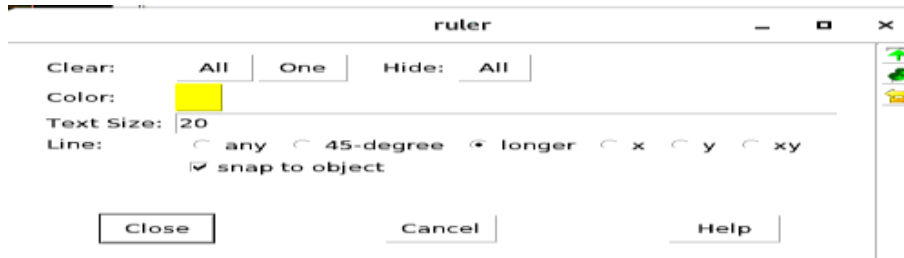 ruler
Clear: All One Hide: All
Color:
Text Size: 20
Line: any 45-degree longer x y xy
snap to object
Close Cancel Help